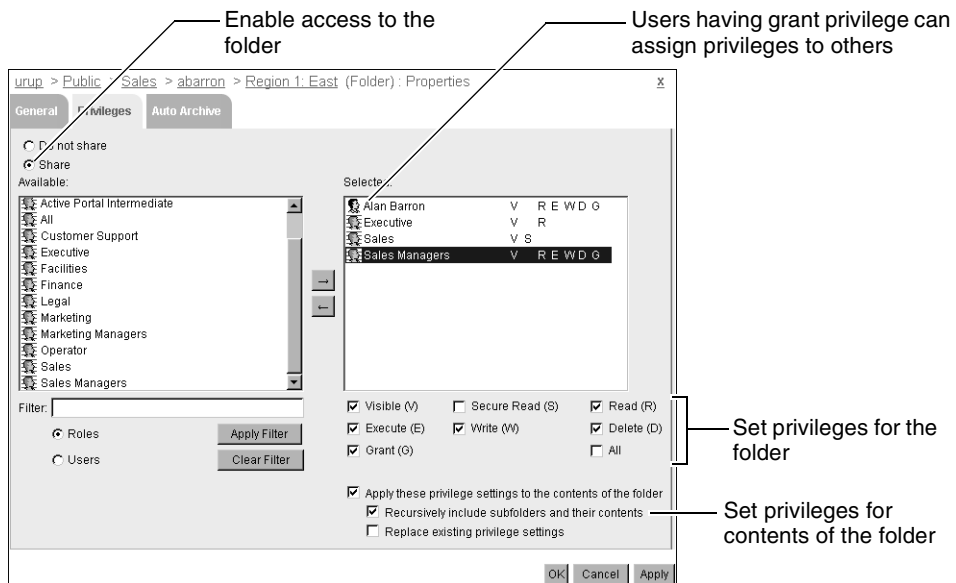 Enable access to the
folder
Users having grant privilege can
assign privileges to others
urup > Public > Sales > abarron > Region 1: East (Folder) : Properties x
General Privileges Auto Archive
Do not share
Share
Available:
Active Portal Intermediate
All
Customer Support
Executive
Facilities
Finance
Legal
Marketing
Marketing Managers
Operator
Sales
Sales Managers
Filter:
Roles
Apply Filter
Users
Clear Filter
→
←
Selected:
Alan Barron V R E W D G
Executive V R
Sales V S
Sales Managers V R E W D G
Visible (V) Secure Read (S) Read (R)
Execute (E) Write (W) Delete (D)
Grant (G) All
Apply these privilege settings to the contents of the folder
Recursively include subfolders and their contents
Replace existing privilege settings
Set privileges for the
folder
Set privileges for
contents of the folder
OK Cancel Apply